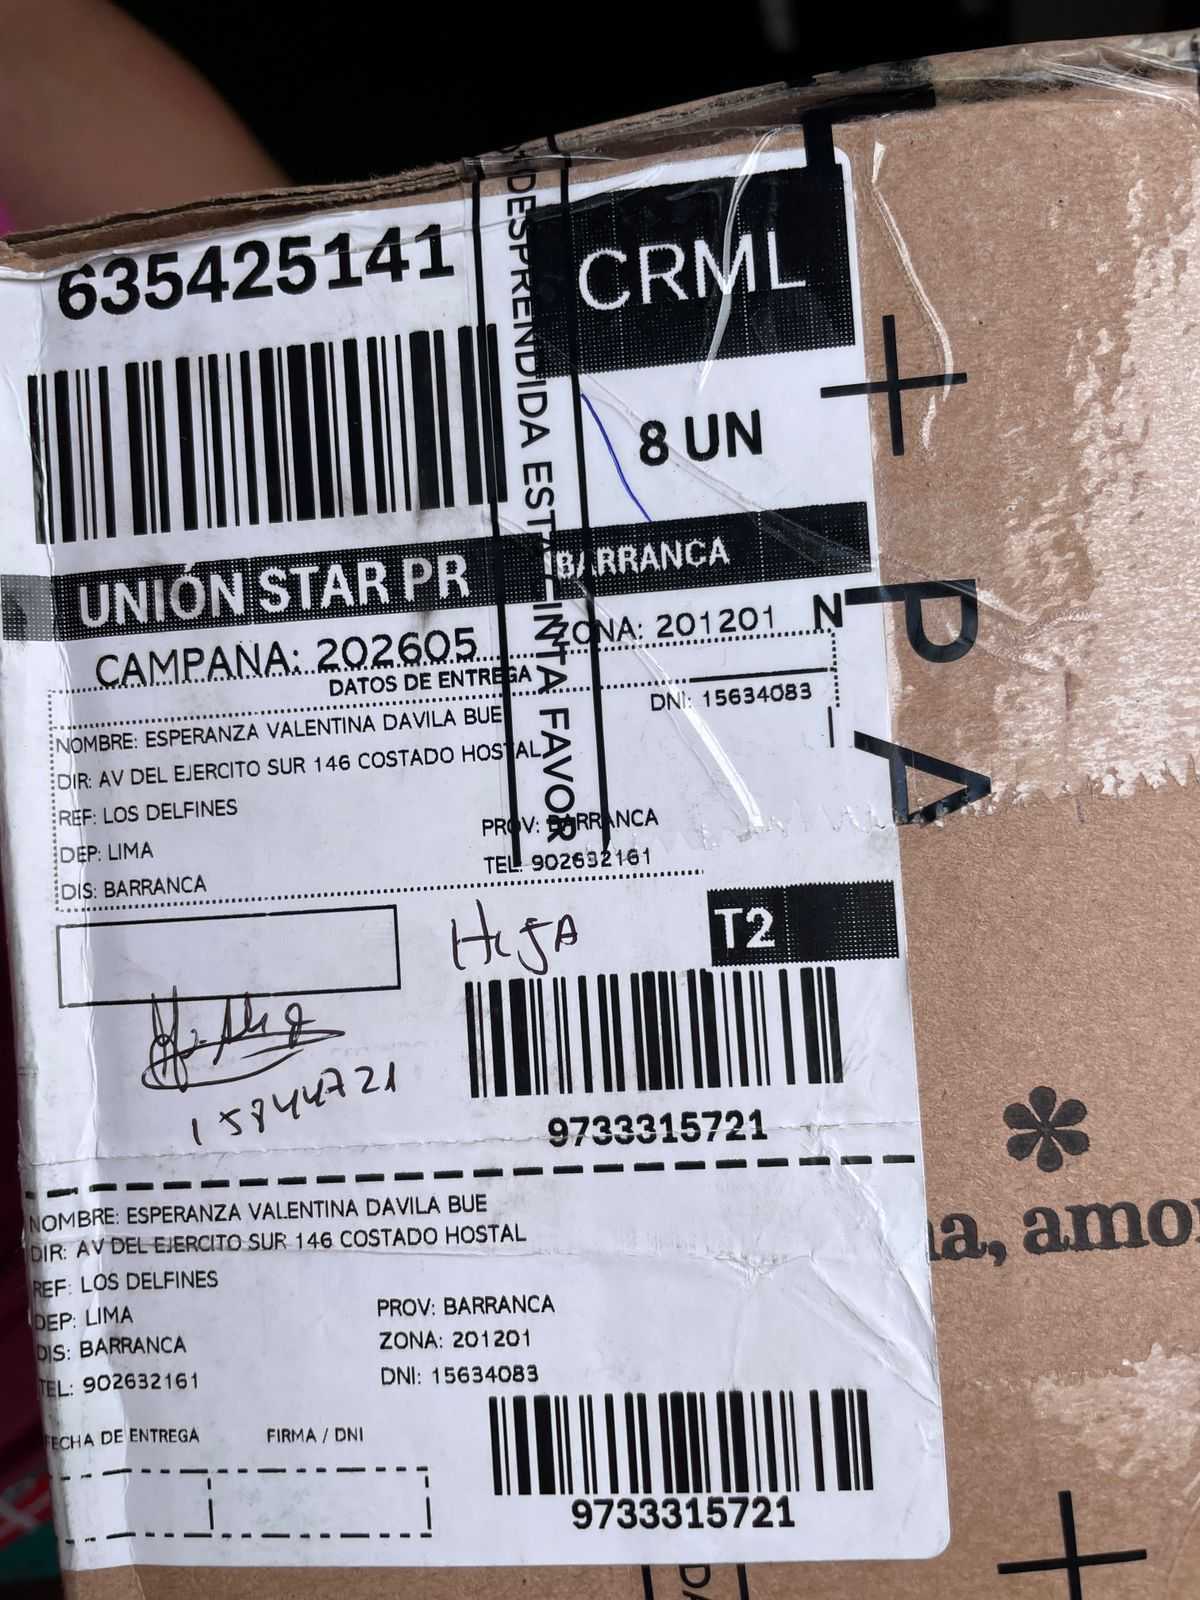 635425141
CRML
8 UN
UNIÓN STAR PR
BARRANCA
CAMPAÑA: 202605
ZONA: 201201
N
DATOS DE ENTREGA
NOMBRE: ESPERANZA VALENTINA DAVILA BUE
DNI: 15634083
DIR: AV DEL EJERCITO SUR 146 COSTADO HOSTAL
REF: LOS DELFINES
DEP: LIMA
PROV: BARRANCA
DIS: BARRANCA
TEL: 902632161
DESPRENDIDA ESTA CINTA FAVOR
PA
HIJA
T2
15844721
9733315721
NOMBRE: ESPERANZA VALENTINA DAVILA BUE
DIR: AV DEL EJERCITO SUR 146 COSTADO HOSTAL
REF: LOS DELFINES
DEP: LIMA
PROV: BARRANCA
DIS: BARRANCA
ZONA: 201201
TEL: 902632161
DNI: 15634083
FECHA DE ENTREGA
FIRMA / DNI
9733315721
na, amo
DA